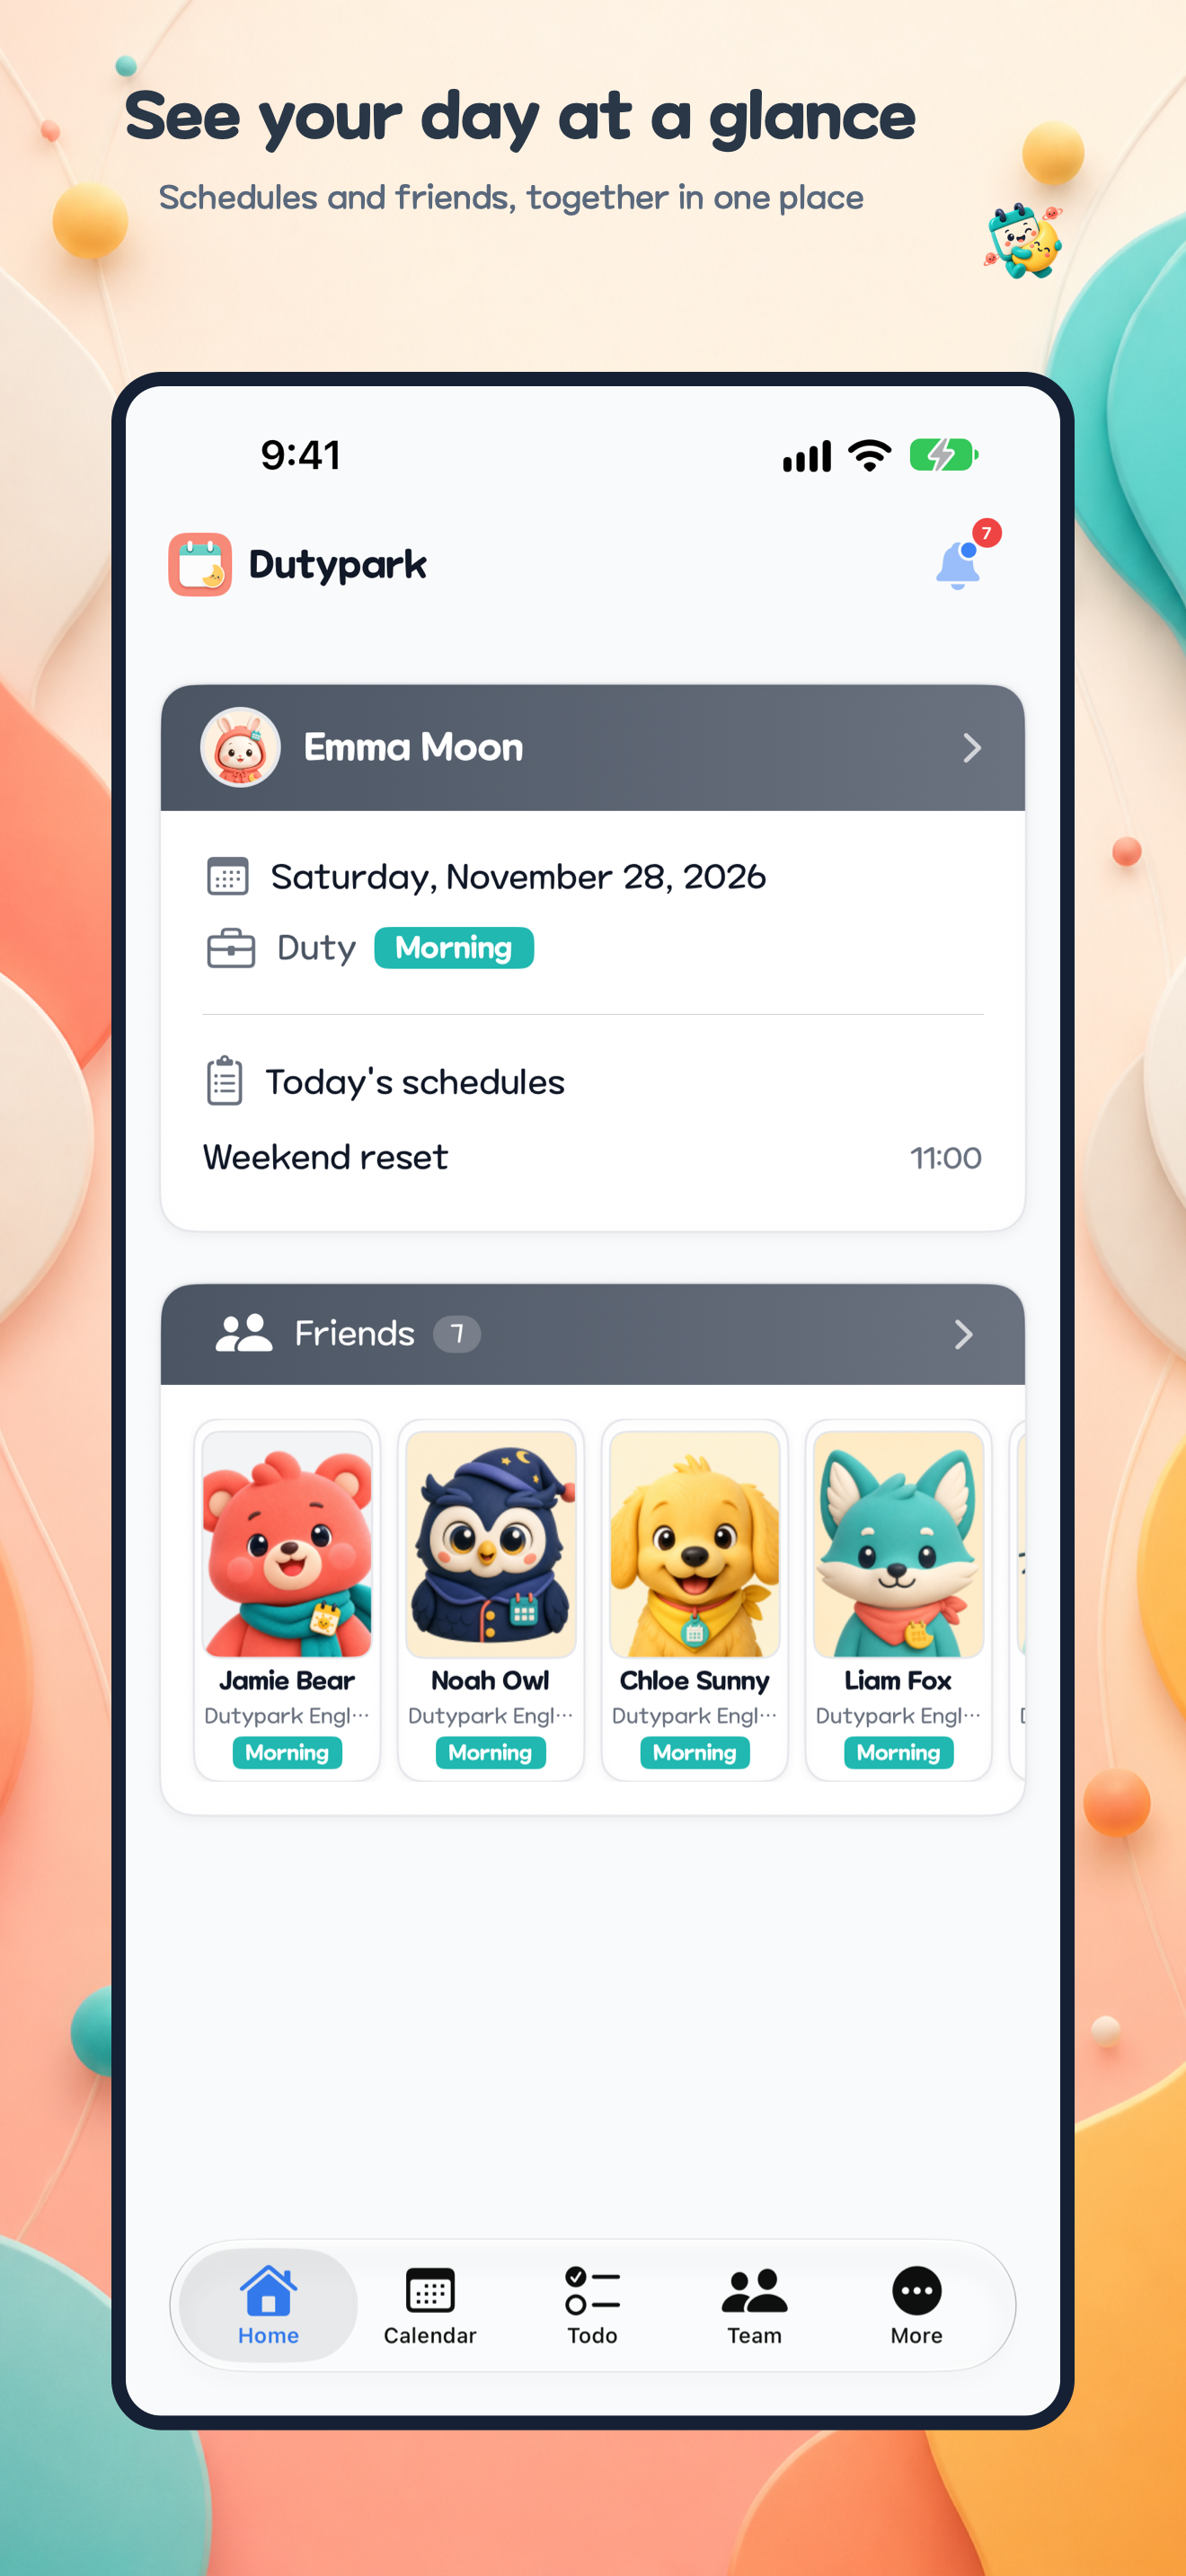 See your day at a glance
Schedules and friends, together in one place
9:41
Dutypark
7
Emma Moon
Saturday, November 28, 2026
Duty Morning
Today's schedules
Weekend reset 11:00
Friends 7
Jamie Bear
Dutypark Engl···
Morning
Noah Owl
Dutypark Engl···
Morning
Chloe Sunny
Dutypark Engl···
Morning
Liam Fox
Dutypark Engl···
Morning
Home
Calendar
Todo
Team
More